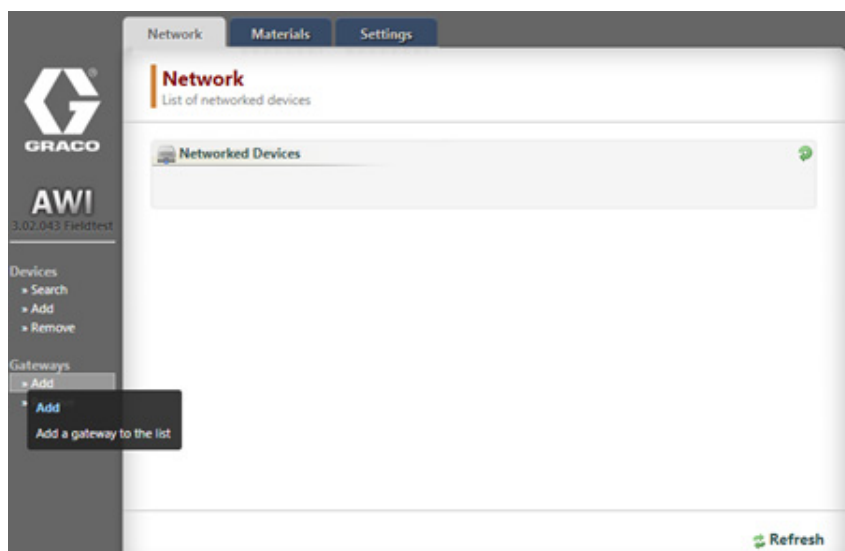 Network
Materials
Settings
GRACO
AWI
3.02.043 Fieldtest
Devices
» Search
» Add
» Remove
Gateways
» Add
Add
Add a gateway to the list
Network
List of networked devices
Networked Devices
Refresh